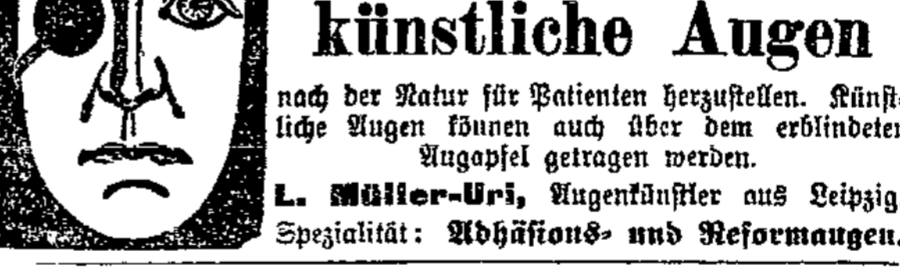 künstliche Augen
nach der Natur für Patienten herzustellen. Künst-
liche Augen können auch über dem erblindeten
Augapfel getragen werden.
L. Müller-Uri, Augenkünstler aus Leipzig.
Spezialität: Adhäsions- und Reformaugen.